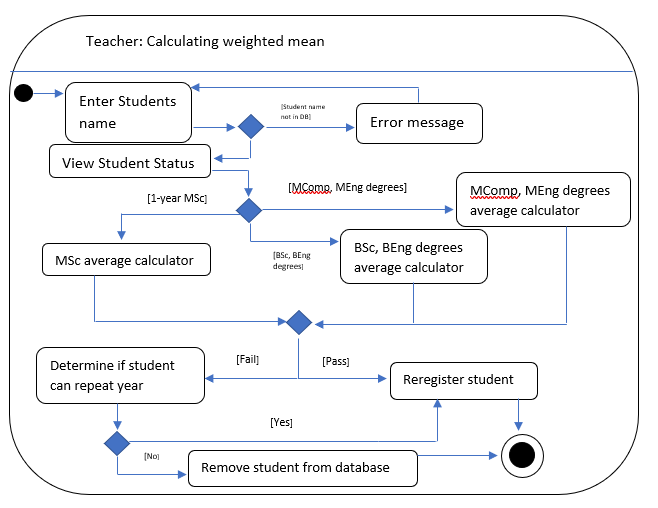 Teacher: Calculating weighted mean
Enter Students
name
[Student name
not in DB]
Error message
View Student Status
[1-year MSc]
[MComp, MEng degrees]
MComp, MEng degrees
average calculator
MSc average calculator
[BSc, BEng
degrees]
BSc, BEng degrees
average calculator
Determine if student
can repeat year
[Fail]
[Pass]
Reregister student
[Yes]
[No]
Remove student from database